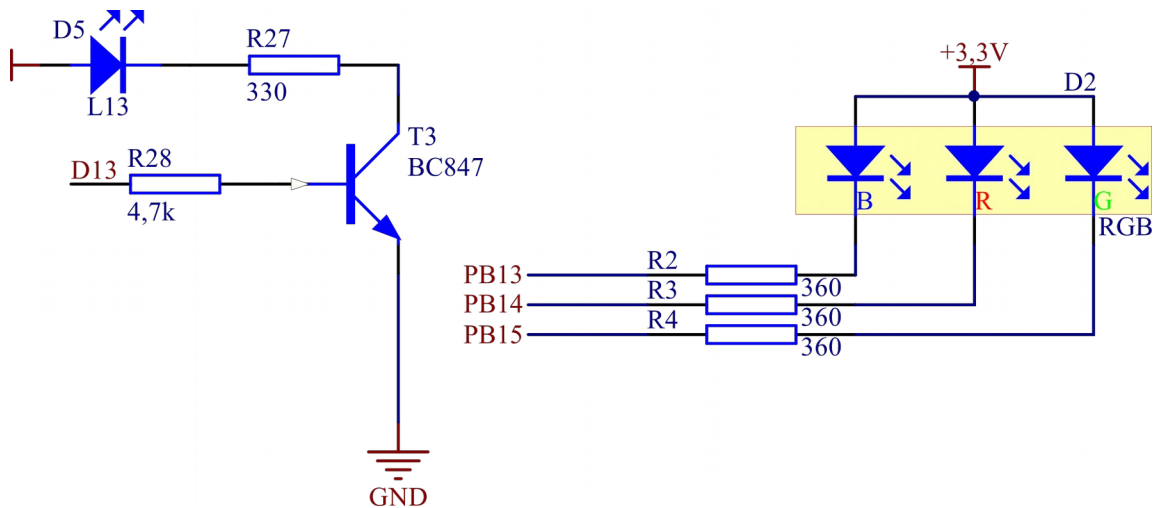 D5
R27
330
L13
D13
R28
4,7k
T3
BC847
GND
+3,3V
D2
B
R
G
RGB
PB13
R2
360
PB14
R3
360
PB15
R4
360